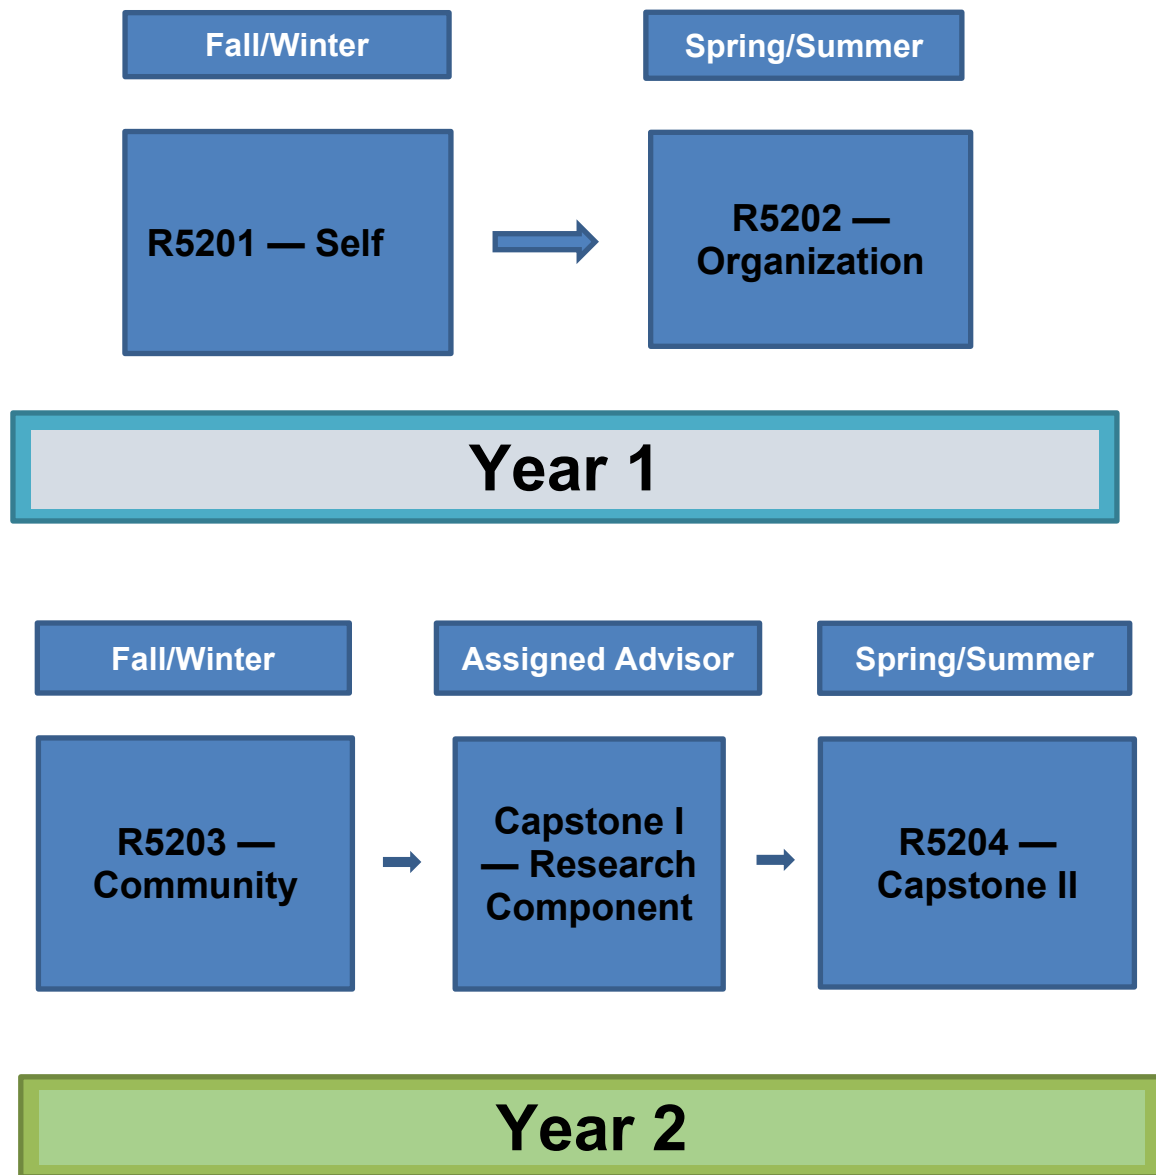 Fall/Winter
Spring/Summer
R5201 — Self
R5202 —
Organization
Year 1
Fall/Winter
Assigned Advisor
Spring/Summer
R5203 —
Community
Capstone I
— Research
Component
R5204 —
Capstone II
Year 2